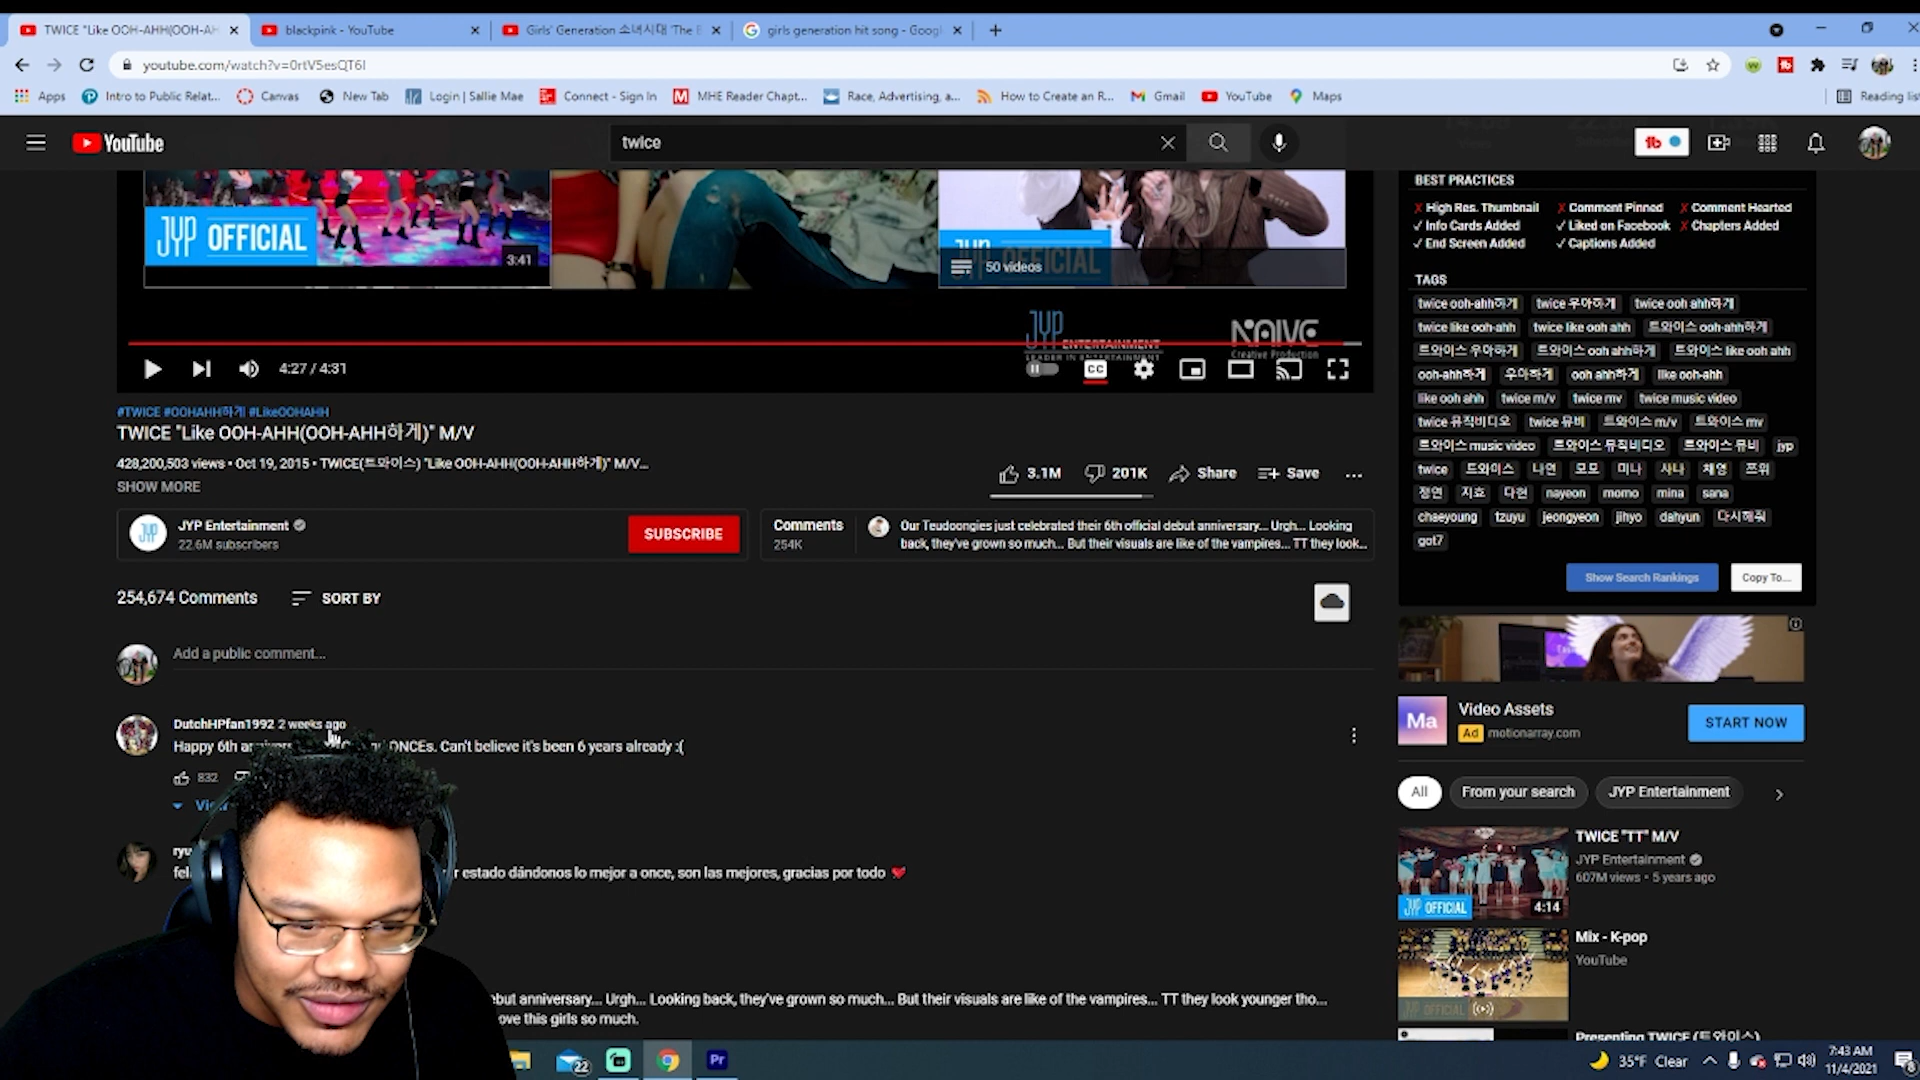 TWICE "Like OOH-AHH(OOH-AH
blackpink - YouTube
Girls' Generation 소녀시대 'The B
girls generation hit song - Googl
youtube.com/watch?v=0rtV5esQT6I
Apps
Intro to Public Relat...
Canvas
New Tab
Login | Sallie Mae
Connect - Sign In
MHE Reader Chapt...
Race, Advertising, a...
How to Create an R...
Gmail
YouTube
Maps
Reading list
YouTube
twice
JYP OFFICIAL
3:41
50 videos
JYP ENTERTAINMENT
LEADER IN ENTERTAINMENT
NAIVE
Creative Production
4:27 / 4:31
CC
#TWICE #OOHAHH하게 #LikeOOHAHH
TWICE "Like OOH-AHH(OOH-AHH하게)" M/V
428,200,503 views • Oct 19, 2015 • TWICE(트와이스) "Like OOH-AHH(OOH-AHH하게)" M/V...
SHOW MORE
3.1M
201K
Share
Save
JYP Entertainment
22.6M subscribers
SUBSCRIBE
Comments
254K
Our Teudoongies just celebrated their 6th official debut anniversary... Urgh... Looking
back, they've grown so much... But their visuals are like of the vampires... TT they look...
254,674 Comments
SORT BY
Add a public comment...
DutchHPfan1992 2 weeks ago
Happy 6th ONCEs. Can't believe it's been 6 years already :(
832
ryu
estado dándonos lo mejor a once, son las mejores, gracias por todo ❤
debut anniversary... Urgh... Looking back, they've grown so much... But their visuals are like of the vampires... TT they look younger tho...
love this girls so much.
BEST PRACTICES
✗ High Res. Thumbnail ✗ Comment Pinned ✗ Comment Hearted
✓ Info Cards Added ✓ Liked on Facebook ✗ Chapters Added
✓ End Screen Added ✓ Captions Added
TAGS
twice ooh-ahh하게 twice 우아하게 twice ooh ahh하게
twice like ooh-ahh twice like ooh ahh 트와이스 ooh-ahh하게
트와이스 우아하게 트와이스 ooh ahh하게 트와이스 like ooh ahh
ooh-ahh하게 우아하게 ooh ahh하게 like ooh-ahh
like ooh ahh twice m/v twice mv twice music video
twice 뮤직비디오 twice 뮤비 트와이스 m/v 트와이스 mv
트와이스 music video 트와이스 뮤직비디오 트와이스 뮤비 jyp
twice 트와이스 나연 모모 미나 사나 채영 쯔위
정연 지효 다현 nayeon momo mina sana
chaeyoung tzuyu jeongyeon jihyo dahyun 다시해줘
got7
Show Search Rankings
Copy To...
Ma
Video Assets
Ad motionarray.com
START NOW
All
From your search
JYP Entertainment
JYP OFFICIAL
4:14
TWICE "TT" M/V
JYP Entertainment
607M views • 5 years ago
JYP OFFICIAL
Mix - K-pop
YouTube
Presenting TWICE (트와이스)
22
Pr
35°F Clear
7:43 AM
11/4/2021
8